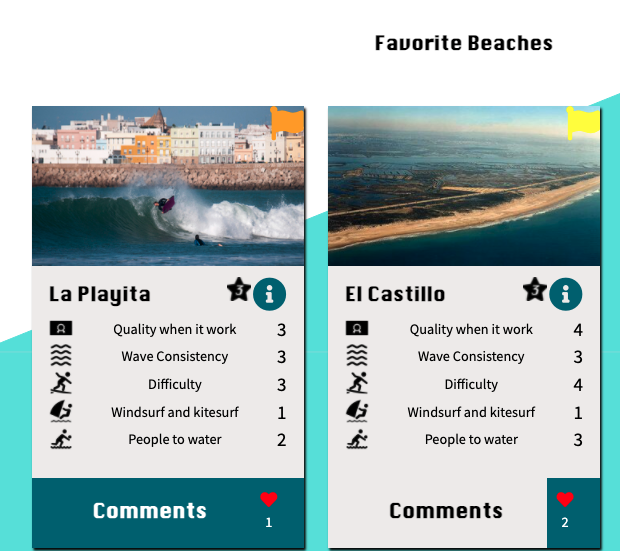 Favorite Beaches
La Playita 3
Quality when it work 3
Wave Consistency 3
Difficulty 3
Windsurf and kitesurf 1
People to water 2
Comments 1
El Castillo 3
Quality when it work 4
Wave Consistency 3
Difficulty 4
Windsurf and kitesurf 1
People to water 3
Comments 2